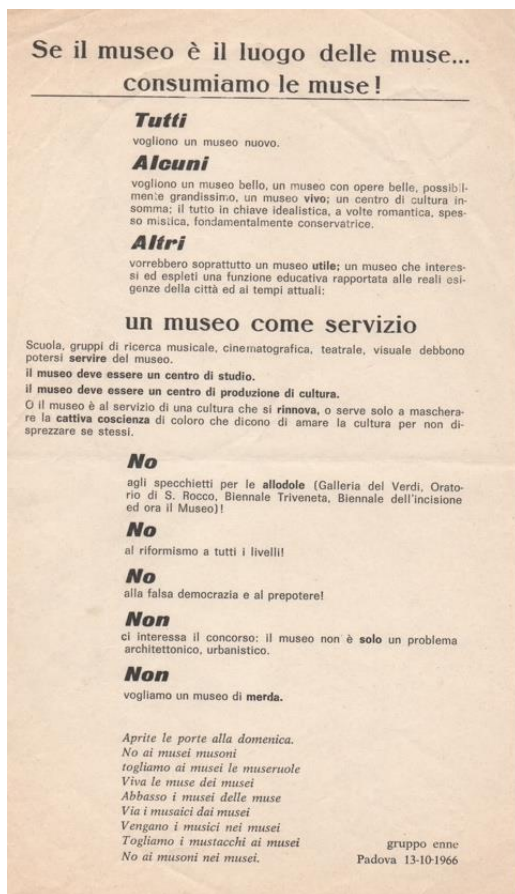 Se il museo è il luogo delle muse...
consumiamo le muse!
Tutti
vogliono un museo nuovo.
Alcuni
vogliono un museo bello, un museo con opere belle, possibil-
mente grandissimo, un museo vivo; un centro di cultura in-
somma; il tutto in chiave idealistica, a volte romantica, spes-
so mistica, fondamentalmente conservatrice.
Altri
vorrebbero soprattutto un museo utile; un museo che interes-
si ed espleti una funzione educativa rapportata alle reali esi-
genze della città ed ai tempi attuali:
un museo come servizio
Scuola, gruppi di ricerca musicale, cinematografica, teatrale, visuale debbono
potersi servire del museo.
il museo deve essere un centro di studio.
il museo deve essere un centro di produzione di cultura.
O il museo è al servizio di una cultura che si rinnova, o serve solo a maschera-
re la cattiva coscienza di coloro che dicono di amare la cultura per non di-
sprezzare se stessi.
No
agli specchietti per le allodole (Galleria del Verdi, Orato-
rio di S. Rocco, Biennale Triveneta, Biennale dell'incisione
ed ora il Museo)!
No
al riformismo a tutti i livelli!
No
alla falsa democrazia e al prepotere!
Non
ci interessa il concorso: il museo non è solo un problema
architettonico, urbanistico.
Non
vogliamo un museo di merda.
Aprite le porte alla domenica.
No ai musei musoni
togliamo ai musei le museruole
Viva le muse dei musei
Abbasso i musei delle muse
Via i musaici dai musei
Vengano i musici nei musei
Togliamo i mustacchi ai musei
No ai musoni nei musei.
gruppo enne
Padova 13-10-1966